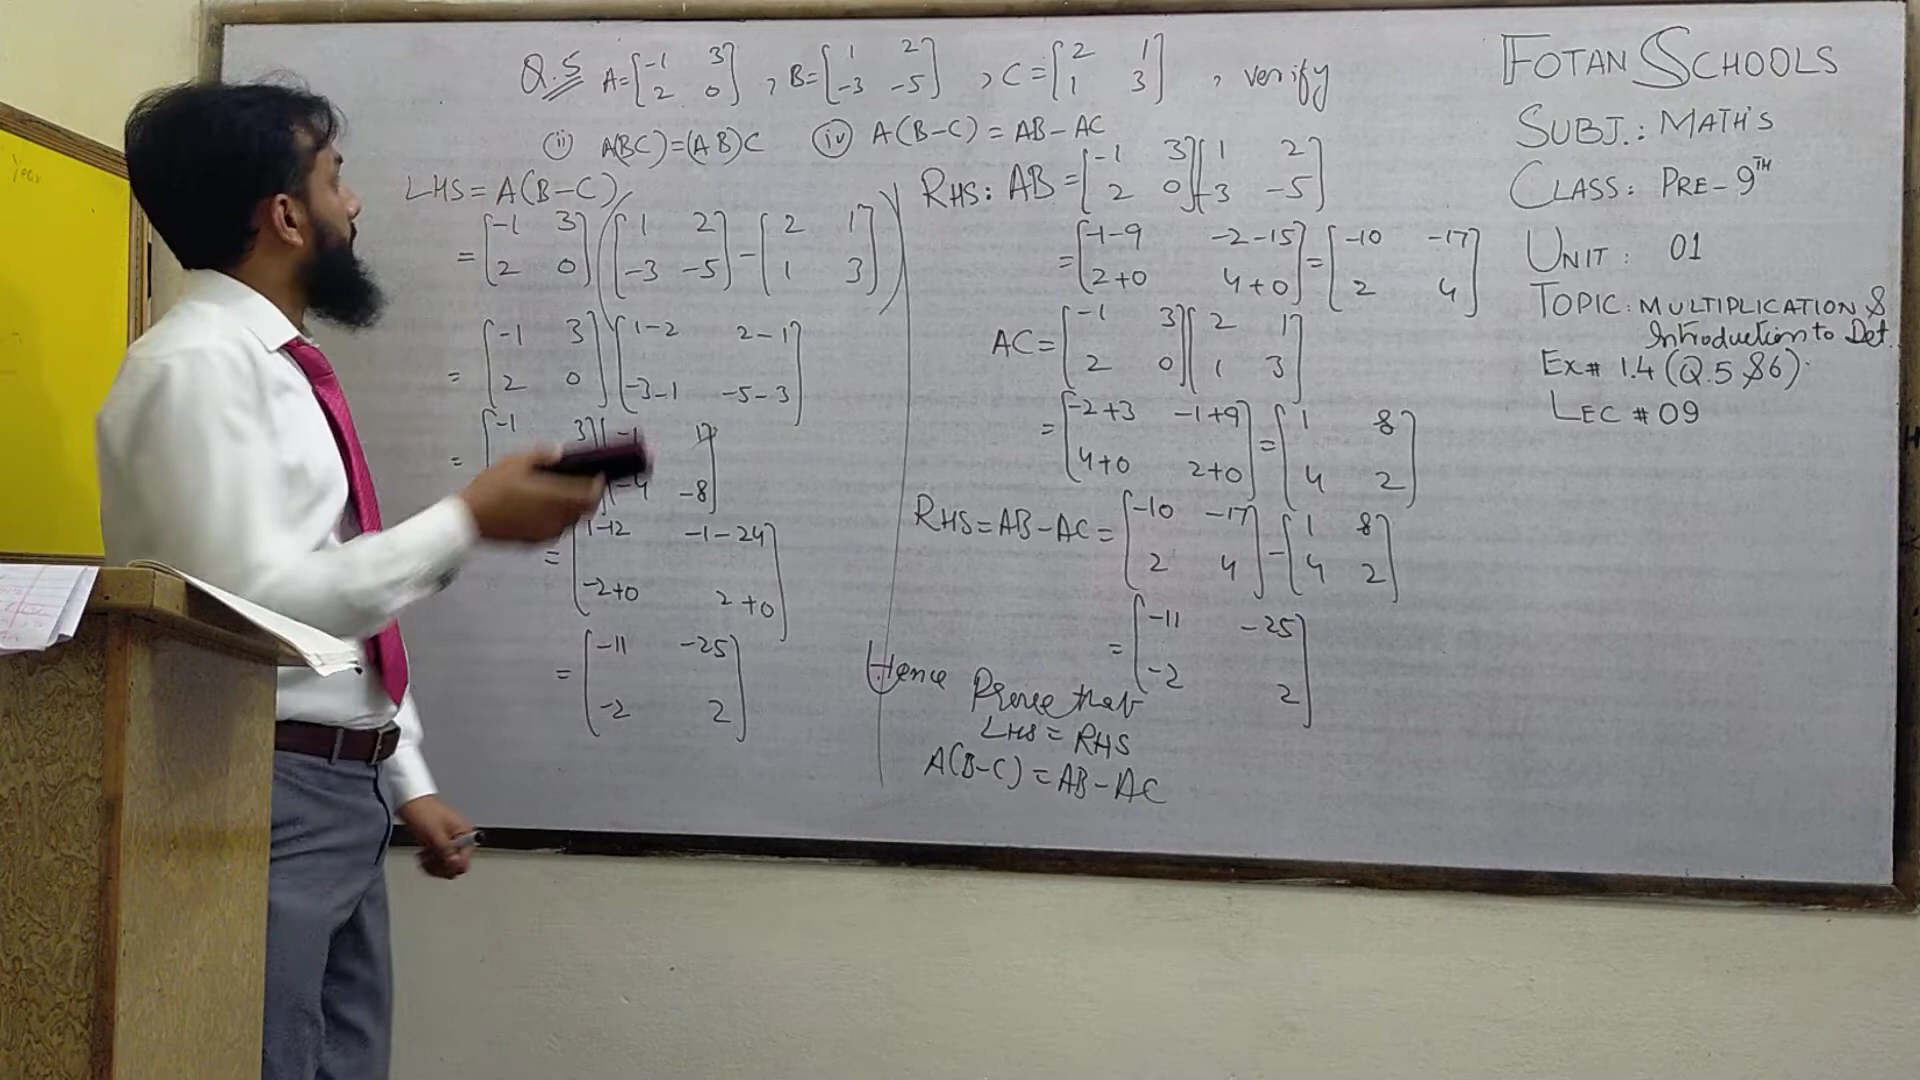 Q.5 A=[-1 3; 2 0], B=[1 2; -3 -5], C=[2 1; 1 3], verify
(ii) A(BC)=(AB)C (iv) A(B-C)=AB-AC
LHS=A(B-C)
=[-1 3; 2 0]([1 2; -3 -5]-[2 1; 1 3])
=[-1 3; 2 0][1-2 2-1; -3-1 -5-3]
=[-1 3; ][-1 1; -4 -8]
=[1-12 -1-24; -2+0 2+0]
=[-11 -25; -2 2]
RHS: AB=[-1 3; 2 0][1 2; -3 -5]
=[-1-9 -2-15; 2+0 4+0]=[-10 -17; 2 4]
AC=[-1 3; 2 0][2 1; 1 3]
=[-2+3 -1+9; 4+0 2+0]=[1 8; 4 2]
RHS=AB-AC=[-10 -17; 2 4]-[1 8; 4 2]
=[-11 -25; -2 2]
Hence Prove that
LHS=RHS
A(B-C)=AB-AC
FOTAN SCHOOLS
SUBJ.: MATH'S
CLASS: PRE-9TH
UNIT: 01
TOPIC: MULTIPLICATION &
Introduction to Det.
EX# 1.4 (Q.5 &6).
LEC # 09
Year